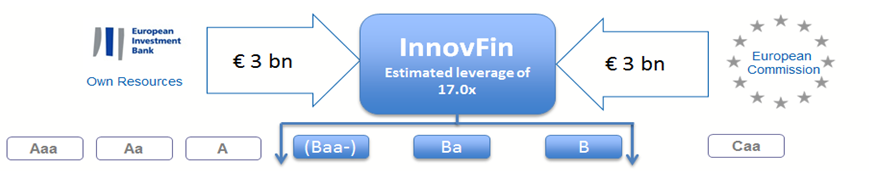 European
Investment
Bank
Own Resources
€ 3 bn
InnovFin
Estimated leverage of
17.0x
€ 3 bn
European
Commission
Aaa
Aa
A
(Baa-)
Ba
B
Caa